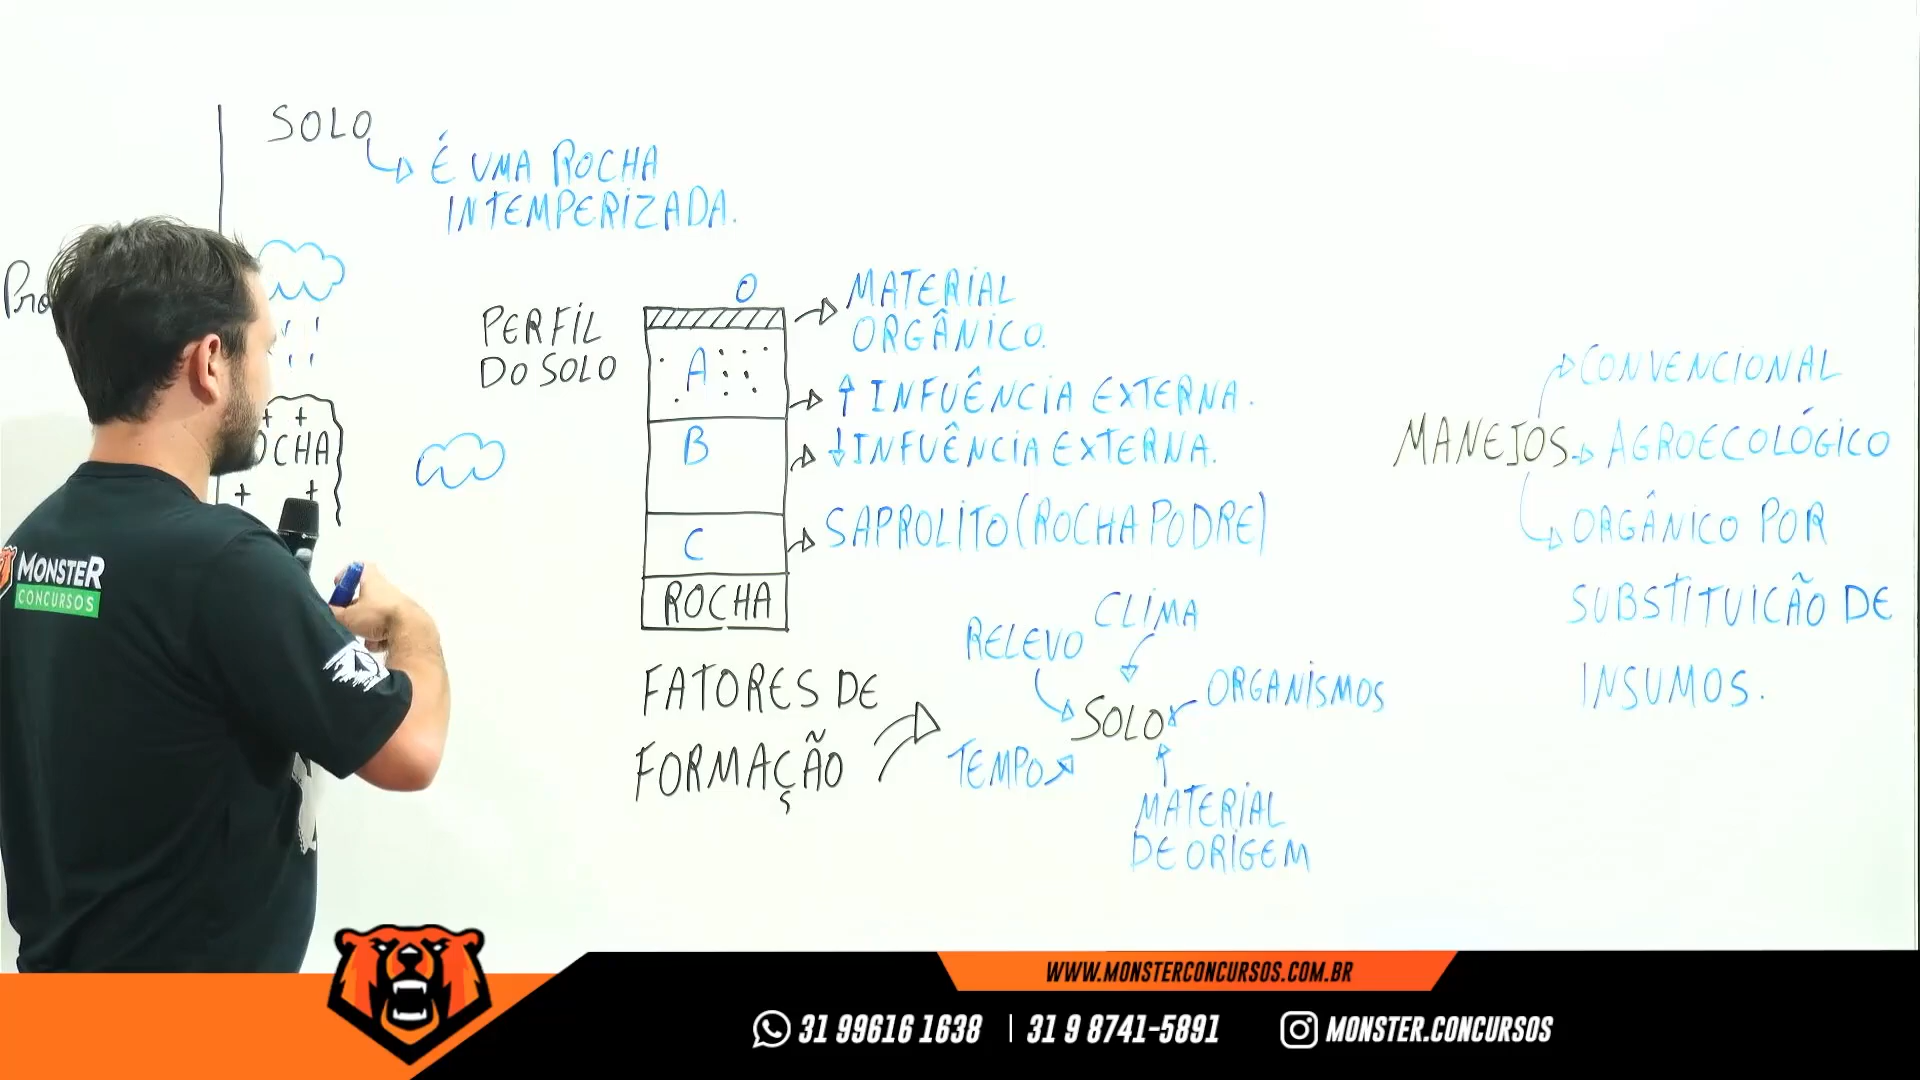 SOLO
É UMA ROCHA
INTEMPERIZADA.
PERFIL
DO SOLO
O
A
B
C
ROCHA
MATERIAL
ORGÂNICO.
↑ INFUÊNCIA EXTERNA.
↓ INFUÊNCIA EXTERNA.
SAPROLITO (ROCHA PODRE)
FATORES DE
FORMAÇÃO
RELEVO
CLIMA
ORGANISMOS
SOLO
TEMPO
MATERIAL
DE ORIGEM
MANEJOS
CONVENCIONAL
AGROECOLÓGICO
ORGÂNICO POR
SUBSTITUICÃO DE
INSUMOS.
+ +
+ +
MONSTER
CONCURSOS
WWW.MONSTERCONCURSOS.COM.BR
31 99616 1638 | 31 9 8741-5891
MONSTER.CONCURSOS